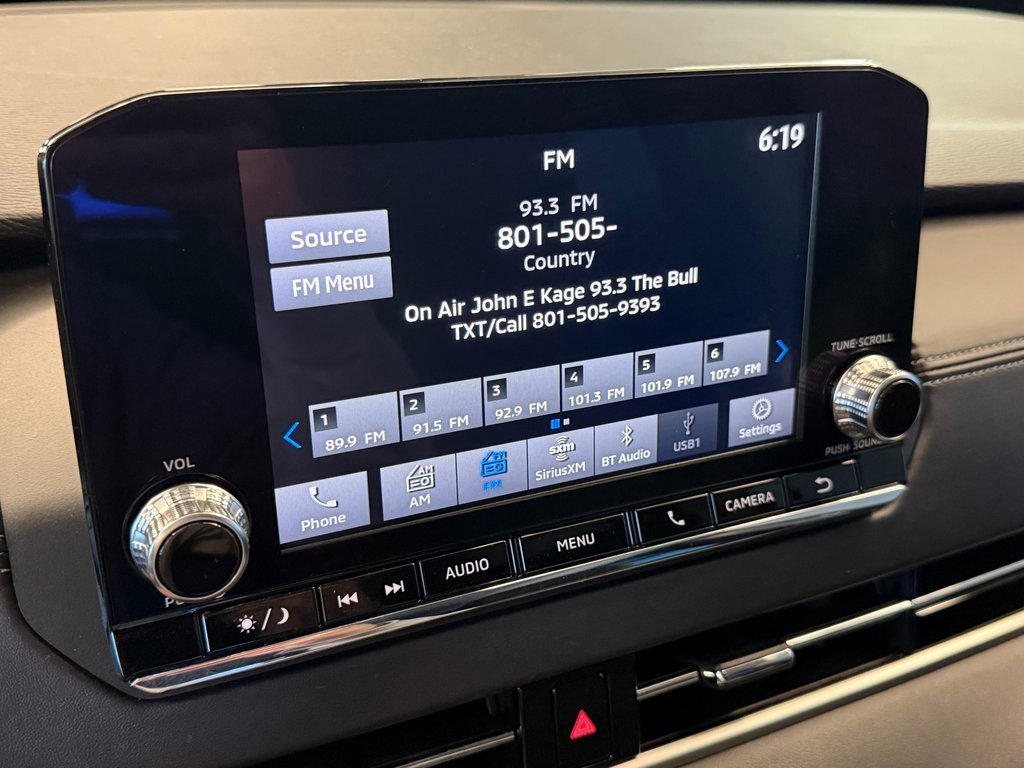 6:19
FM
93.3 FM
801-505-
Country
On Air John E Kage 93.3 The Bull
TXT/Call 801-505-9393
Source
FM Menu
1 89.9 FM
2 91.5 FM
3 92.9 FM
4 101.3 FM
5 101.9 FM
6 107.9 FM
Phone
AM AM
FM
sxm SiriusXM
BT Audio
USB1
Settings
VOL
TUNE·SCROLL
PUSH·SOUND
AUDIO
MENU
CAMERA